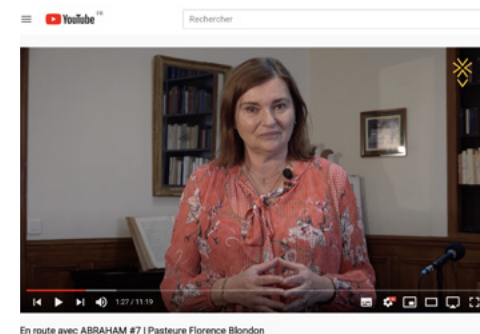 YouTube FR
Rechercher
1:27 / 11:19
En route avec ABRAHAM #7 | Pasteure Florence Blondon